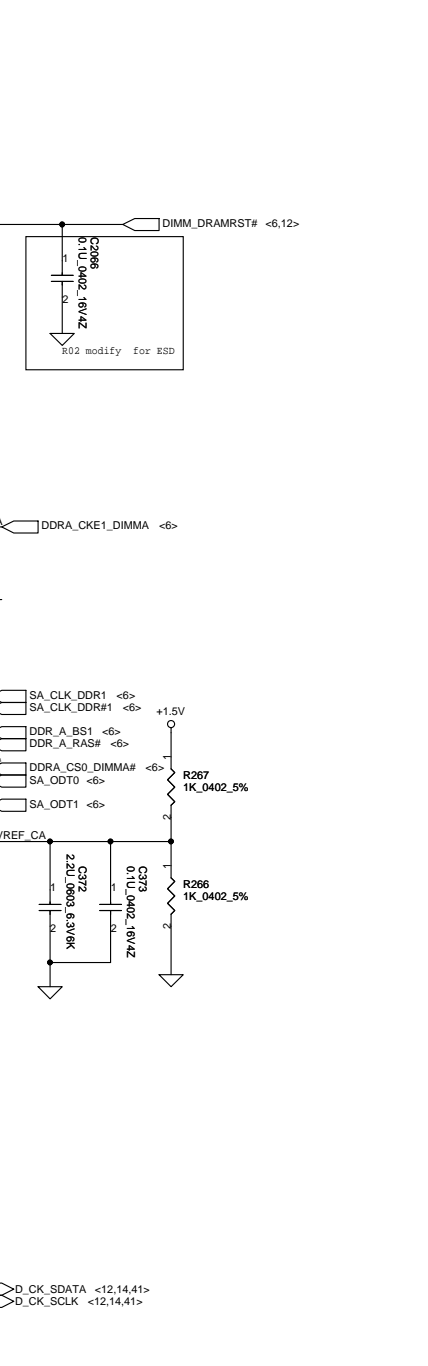 DIMM_DRAMRST# <6,12>
C2066
0.1U_0402_16V4Z
1
2
R02 modify for ESD
DDRA_CKE1_DIMMA <6>
SA_CLK_DDR1 <6>
SA_CLK_DDR#1 <6>
+1.5V
DDR_A_BS1 <6>
DDR_A_RAS# <6>
DDRA_CS0_DIMMA# <6>
SA_ODT0 <6>
1
R267
1K_0402_5%
SA_ODT1 <6>
2
VREF_CA
C372
2.2U_0603_6.3V6K
1
2
C373
0.1U_0402_16V4Z
1
2
1
R266
1K_0402_5%
2
D_CK_SDATA <12,14,41>
D_CK_SCLK <12,14,41>